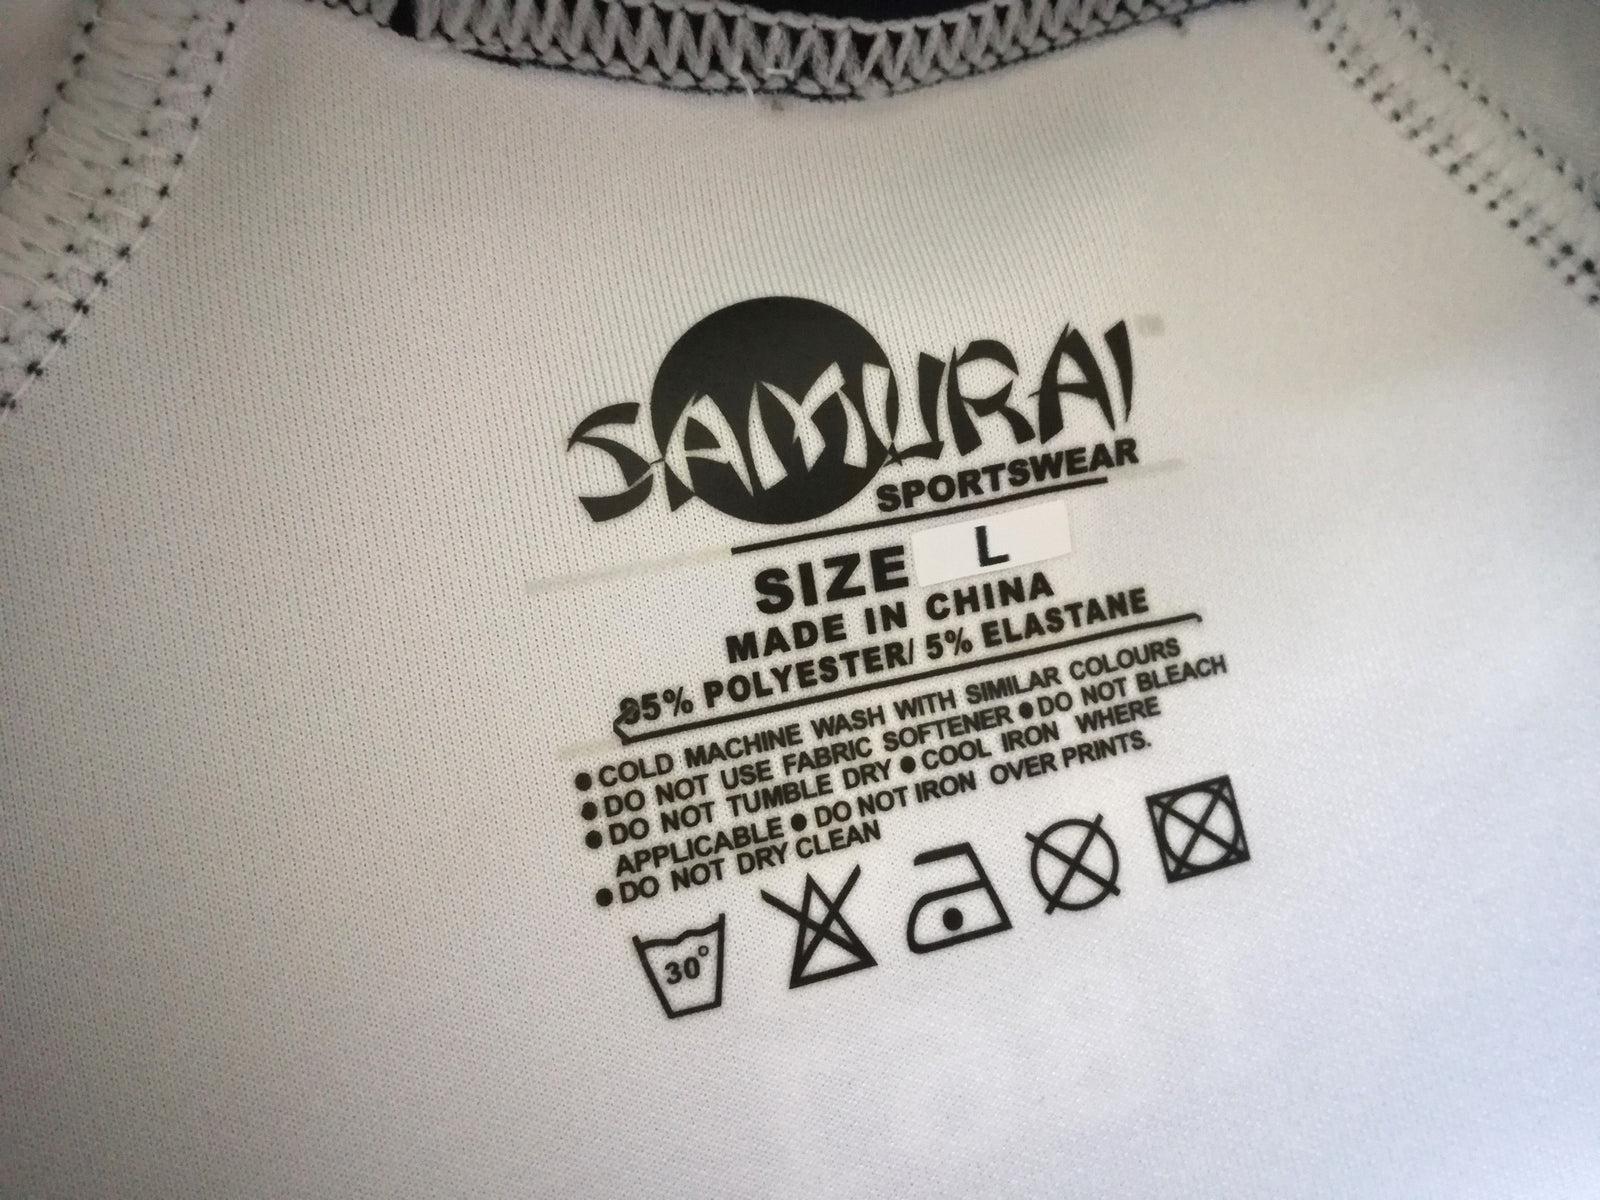 SAMURAI
SPORTSWEAR
SIZE L
MADE IN CHINA
95% POLYESTER/ 5% ELASTANE
● COLD MACHINE WASH WITH SIMILAR COLOURS
● DO NOT USE FABRIC SOFTENER ● DO NOT BLEACH
● DO NOT TUMBLE DRY ● COOL IRON WHERE
APPLICABLE ● DO NOT IRON OVER PRINTS.
● DO NOT DRY CLEAN
30°